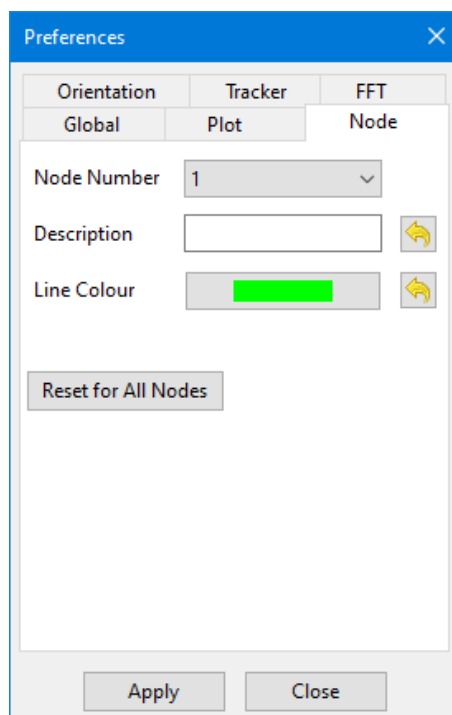 Preferences
Orientation Tracker FFT
Global Plot Node
Node Number 1
Description
Line Colour
Reset for All Nodes
Apply Close